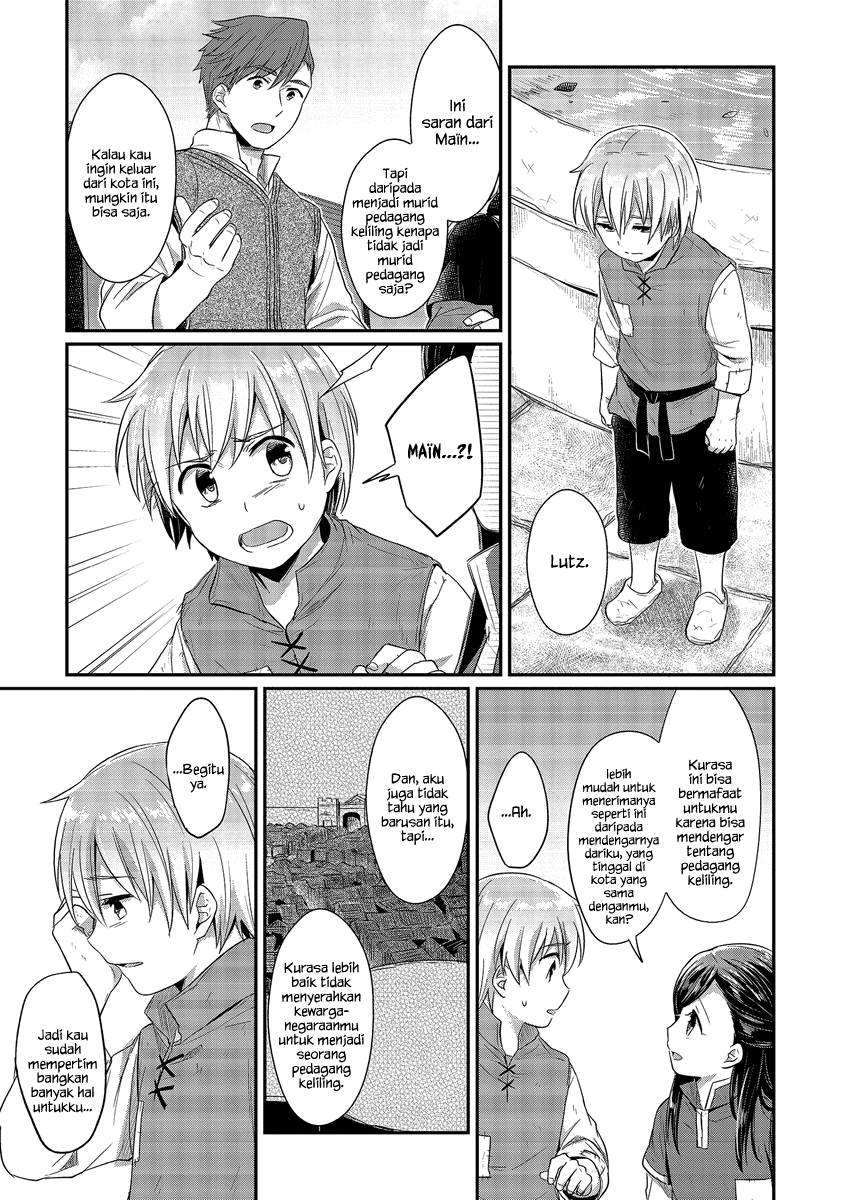 Lutz.
Ini
saran dari
Maïn...
Tapi
daripada
menjadi murid
pedagang
keliling kenapa
tidak jadi
murid
pedagang
saja?
Kalau kau
ingin keluar
dari kota ini,
mungkin itu
bisa saja.
MAÏN...?!
Kurasa
ini bisa
bermafaat
untukmu
karena bisa
mendengar
tentang
pedagang
keliling.
lebih
mudah untuk
menerimanya
seperti ini
daripada
mendengarnya
dariku, yang
tinggal di
kota yang
sama
denganmu,
kan?
...Ah.
Dan, aku
juga tidak
tahu yang
barusan itu,
tapi...
Kurasa lebih
baik tidak
menyerahkan
kewarga-
negaraanmu
untuk menjadi
seorang
pedagang
keliling.
...Begitu
ya.
Jadi kau
sudah
mempertim
bangkan
banyak hal
untukku...